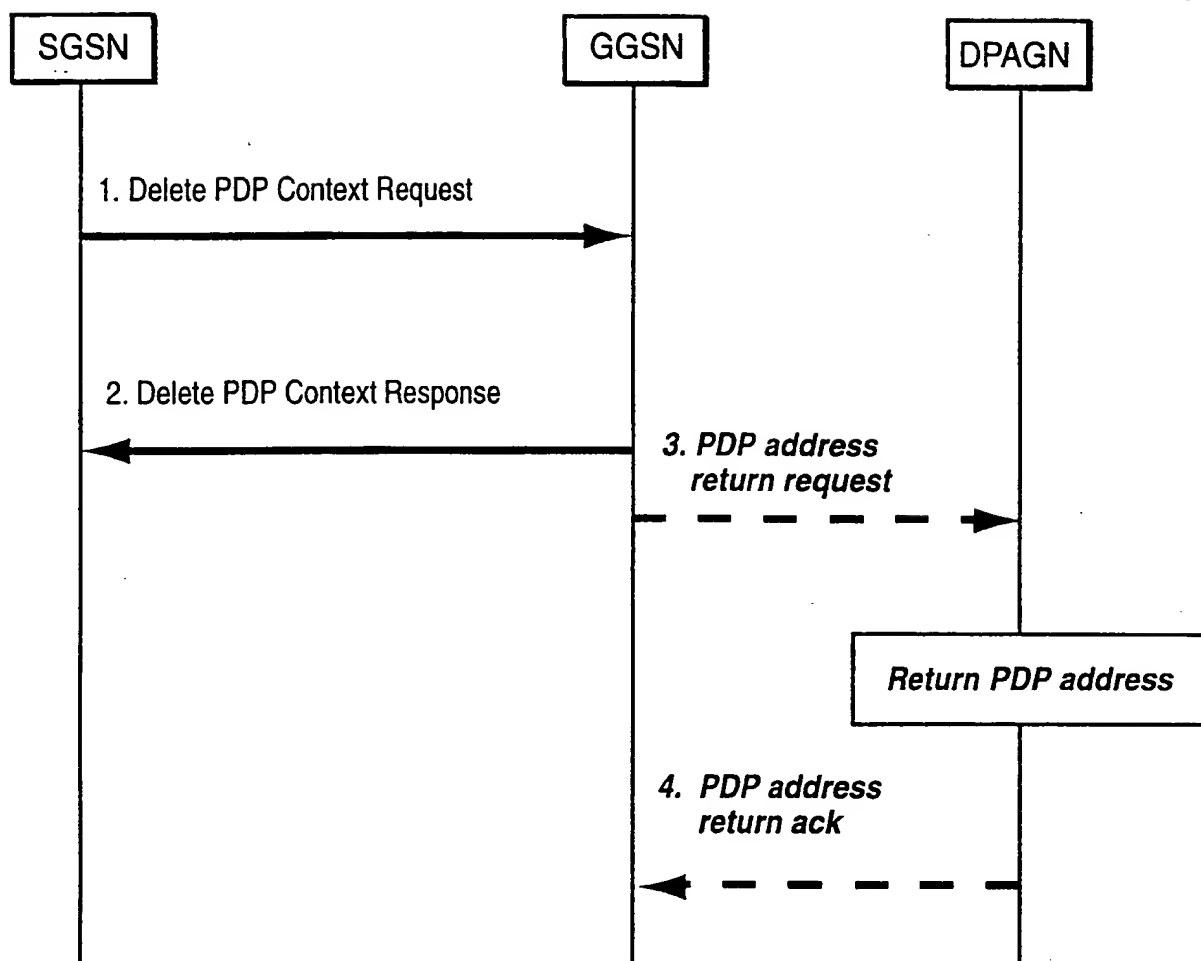 SGSN
GGSN
DPAGN
1. Delete PDP Context Request
2. Delete PDP Context Response
3. PDP address
return request
Return PDP address
4. PDP address
return ack